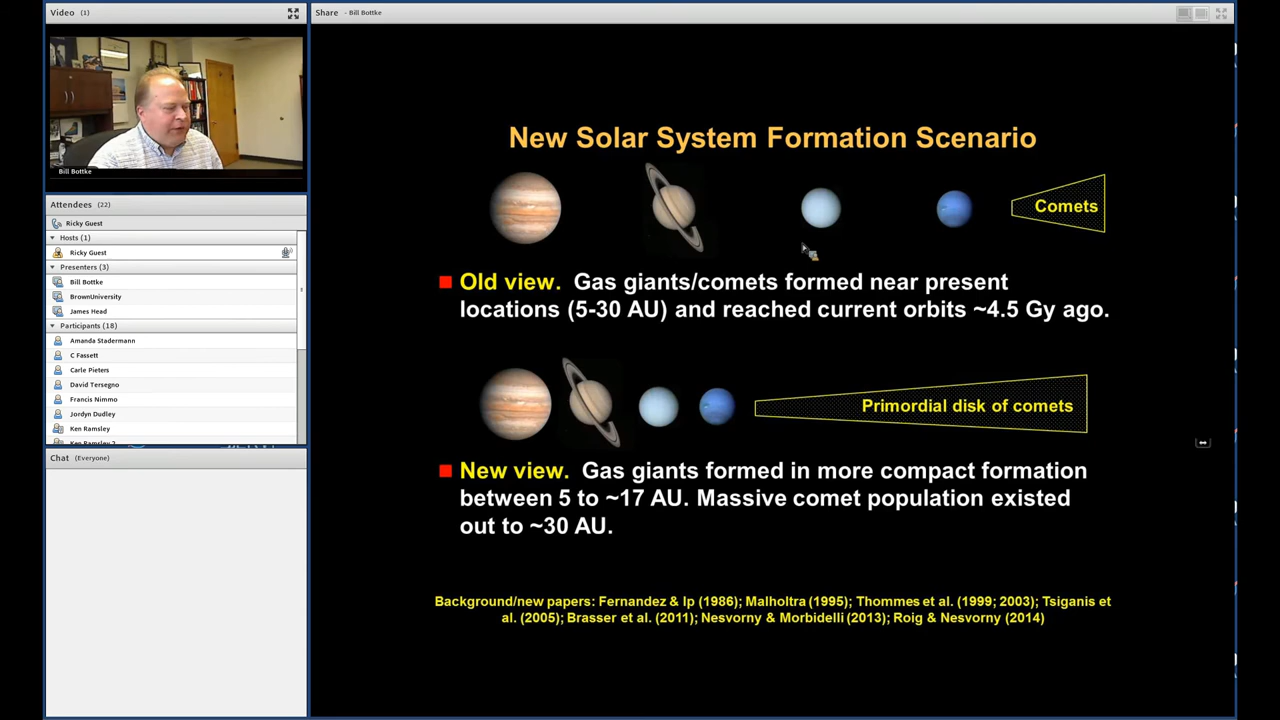 Video (1)
Bill Bottke
Attendees (22)
Ricky Guest
Hosts (1)
Ricky Guest
Presenters (3)
Bill Bottke
BrownUniversity
James Head
Participants (18)
Amanda Stadermann
C Fassett
Carle Pieters
David Tersegno
Francis Nimmo
Jordyn Dudley
Ken Ramsley
Ken Ramsley 2
Chat (Everyone)
Share - Bill Bottke
New Solar System Formation Scenario
Comets
Old view. Gas giants/comets formed near present
locations (5-30 AU) and reached current orbits ~4.5 Gy ago.
Primordial disk of comets
New view. Gas giants formed in more compact formation
between 5 to ~17 AU. Massive comet population existed
out to ~30 AU.
Background/new papers: Fernandez & Ip (1986); Malholtra (1995); Thommes et al. (1999; 2003); Tsiganis et
al. (2005); Brasser et al. (2011); Nesvorny & Morbidelli (2013); Roig & Nesvorny (2014)